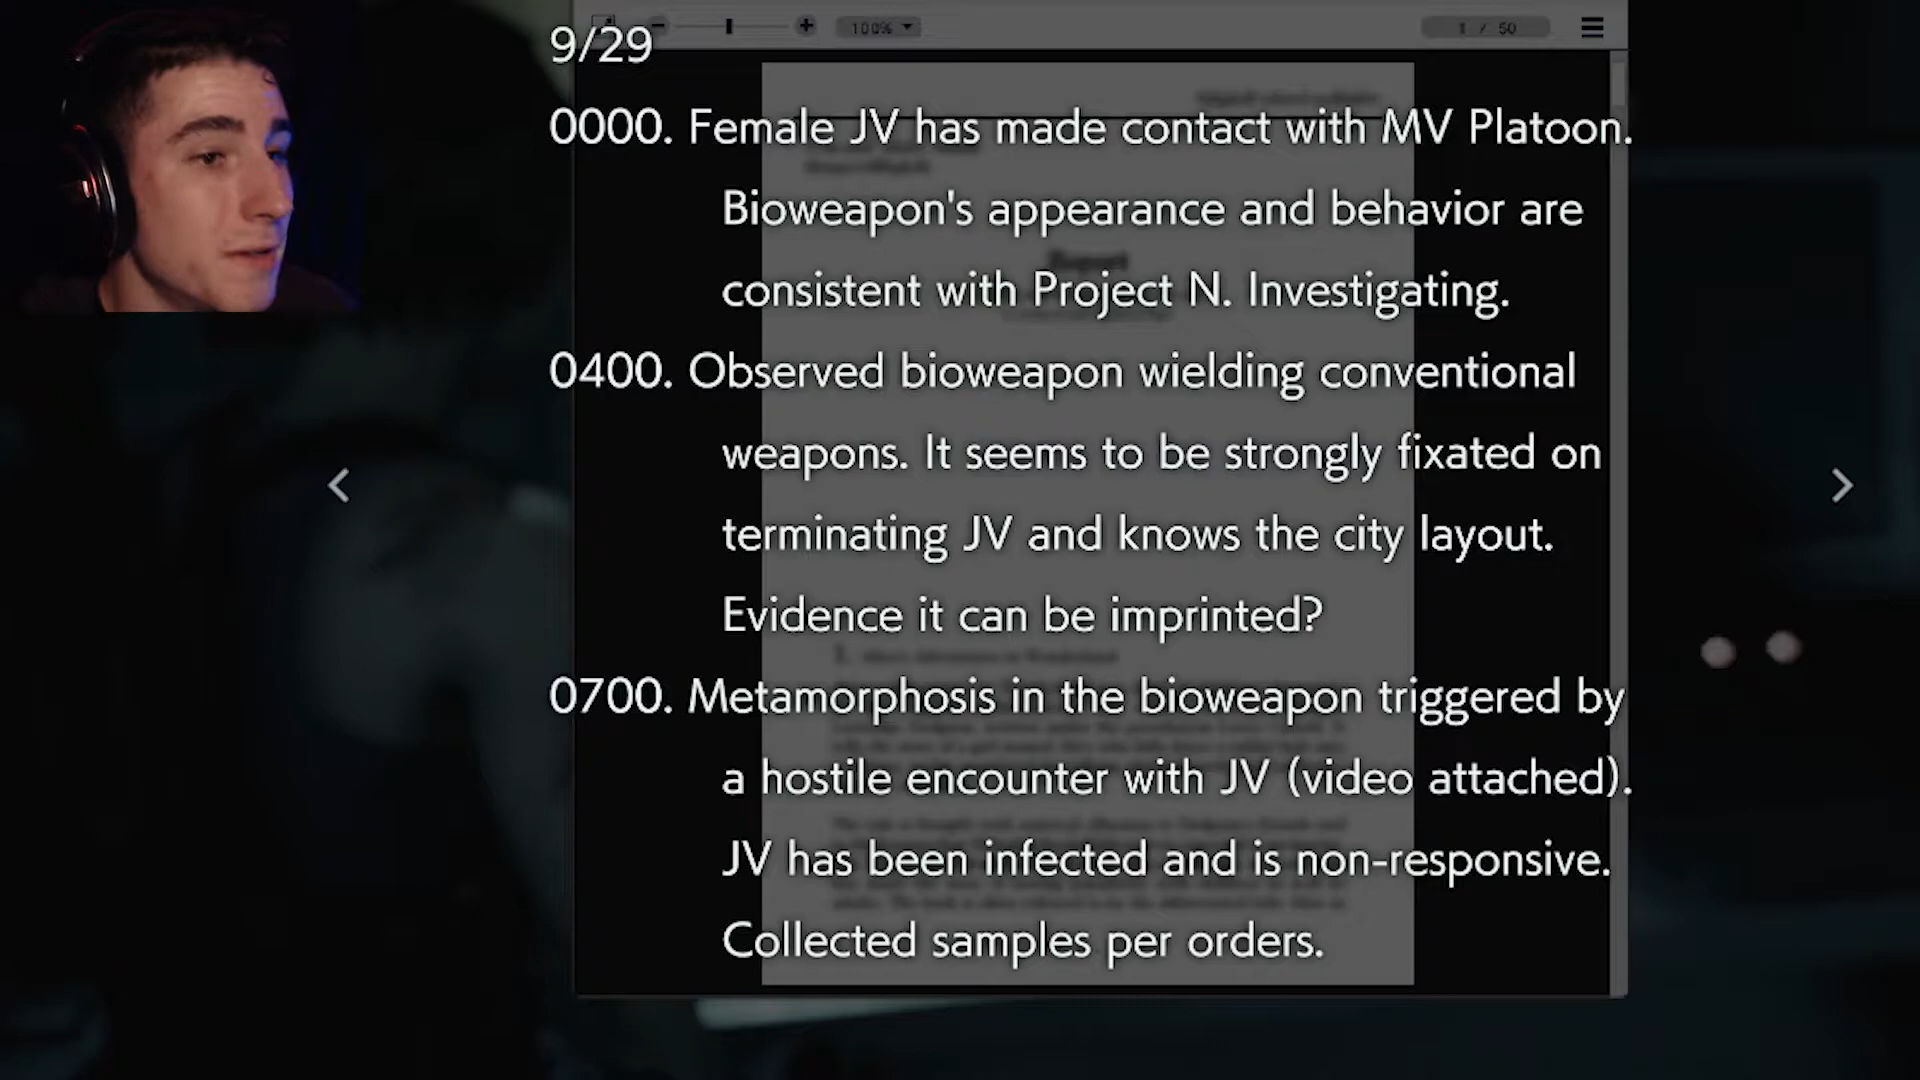 100%
1 / 50
9/29
0000. Female JV has made contact with MV Platoon.
Bioweapon's appearance and behavior are
consistent with Project N. Investigating.
0400. Observed bioweapon wielding conventional
weapons. It seems to be strongly fixated on
terminating JV and knows the city layout.
Evidence it can be imprinted?
0700. Metamorphosis in the bioweapon triggered by
a hostile encounter with JV (video attached).
JV has been infected and is non-responsive.
Collected samples per orders.